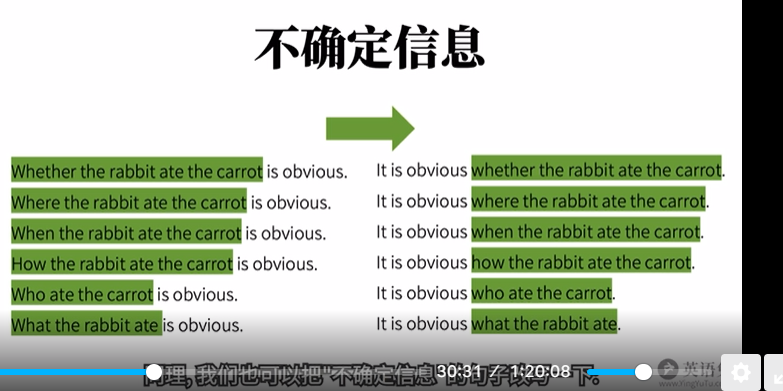 不确定信息
Whether the rabbit ate the carrot is obvious. It is obvious whether the rabbit ate the carrot.
Where the rabbit ate the carrot is obvious. It is obvious where the rabbit ate the carrot.
When the rabbit ate the carrot is obvious. It is obvious when the rabbit ate the carrot.
How the rabbit ate the carrot is obvious. It is obvious how the rabbit ate the carrot.
Who ate the carrot is obvious. It is obvious who ate the carrot.
What the rabbit ate is obvious. It is obvious what the rabbit ate.
同理, 我们也可以把"不确定信息"的句子改写一下.
30:31 / 1:20:08
英语